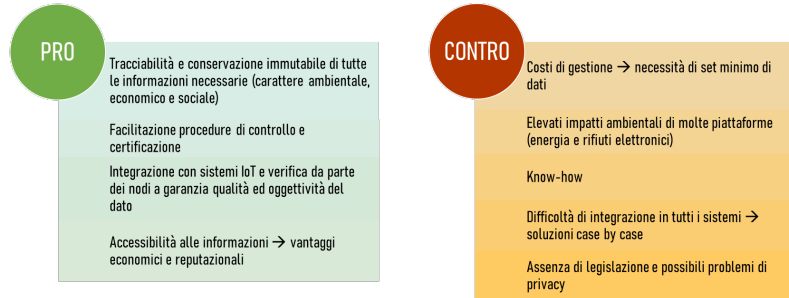 PRO
Tracciabilità e conservazione immutabile di tutte
le informazioni necessarie (carattere ambientale,
economico e sociale)
Facilitazione procedure di controllo e
certificazione
Integrazione con sistemi IoT e verifica da parte
dei nodi a garanzia qualità ed oggettività del
dato
Accessibilità alle informazioni → vantaggi
economici e reputazionali
CONTRO
Costi di gestione → necessità di set minimo di
dati
Elevati impatti ambientali di molte piattaforme
(energia e rifiuti elettronici)
Know-how
Difficoltà di integrazione in tutti i sistemi →
soluzioni case by case
Assenza di legislazione e possibili problemi di
privacy